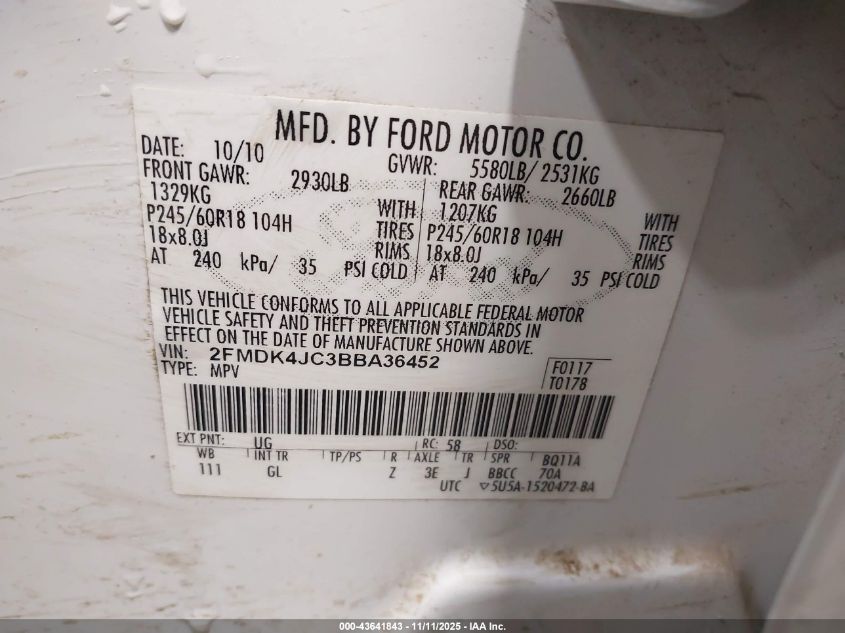 MFD. BY FORD MOTOR CO.
DATE: 10/10 GVWR: 5580LB/ 2531KG
FRONT GAWR: 2930LB REAR GAWR: 2660LB
1329KG WITH 1207KG WITH
P245/60R18 104H TIRES P245/60R18 104H TIRES
18x8.0J RIMS 18x8.0J RIMS
AT 240 kPa/ 35 PSI COLD AT 240 kPa/ 35 PSI COLD
THIS VEHICLE CONFORMS TO ALL APPLICABLE FEDERAL MOTOR
VEHICLE SAFETY AND THEFT PREVENTION STANDARDS IN
EFFECT ON THE DATE OF MANUFACTURE SHOWN ABOVE.
VIN: 2FMDK4JC3BBA36452
TYPE: MPV
F0117
T0178
EXT PNT: UG RC: 58 DSO:
WB INT TR TP/PS R AXLE TR SPR BQ11A
111 GL Z 3E J BBCC 70A
UTC ▽5U5A-1520472-BA
000-43641843 - 11/11/2025 - IAA Inc.